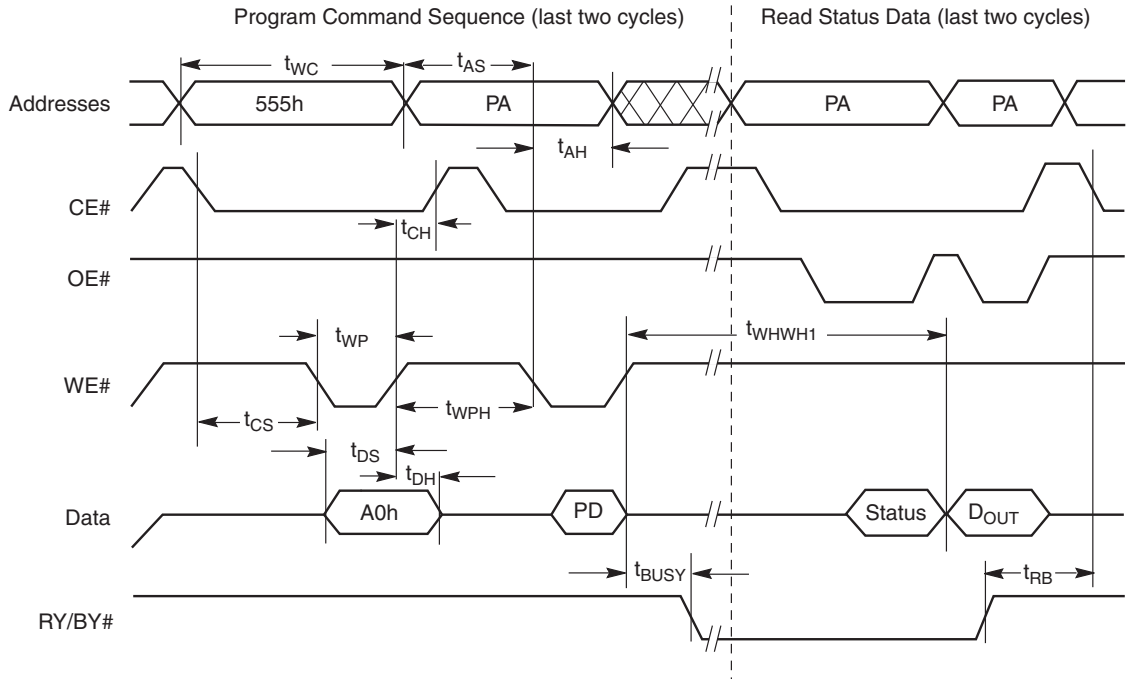 Program Command Sequence (last two cycles)
Read Status Data (last two cycles)
tWC
tAS
Addresses
555h
PA
PA
PA
tAH
CE#
tCH
OE#
tWP
tWHWH1
WE#
tCS
tWPH
tDS
tDH
Data
A0h
PD
Status
DOUT
tBUSY
tRB
RY/BY#